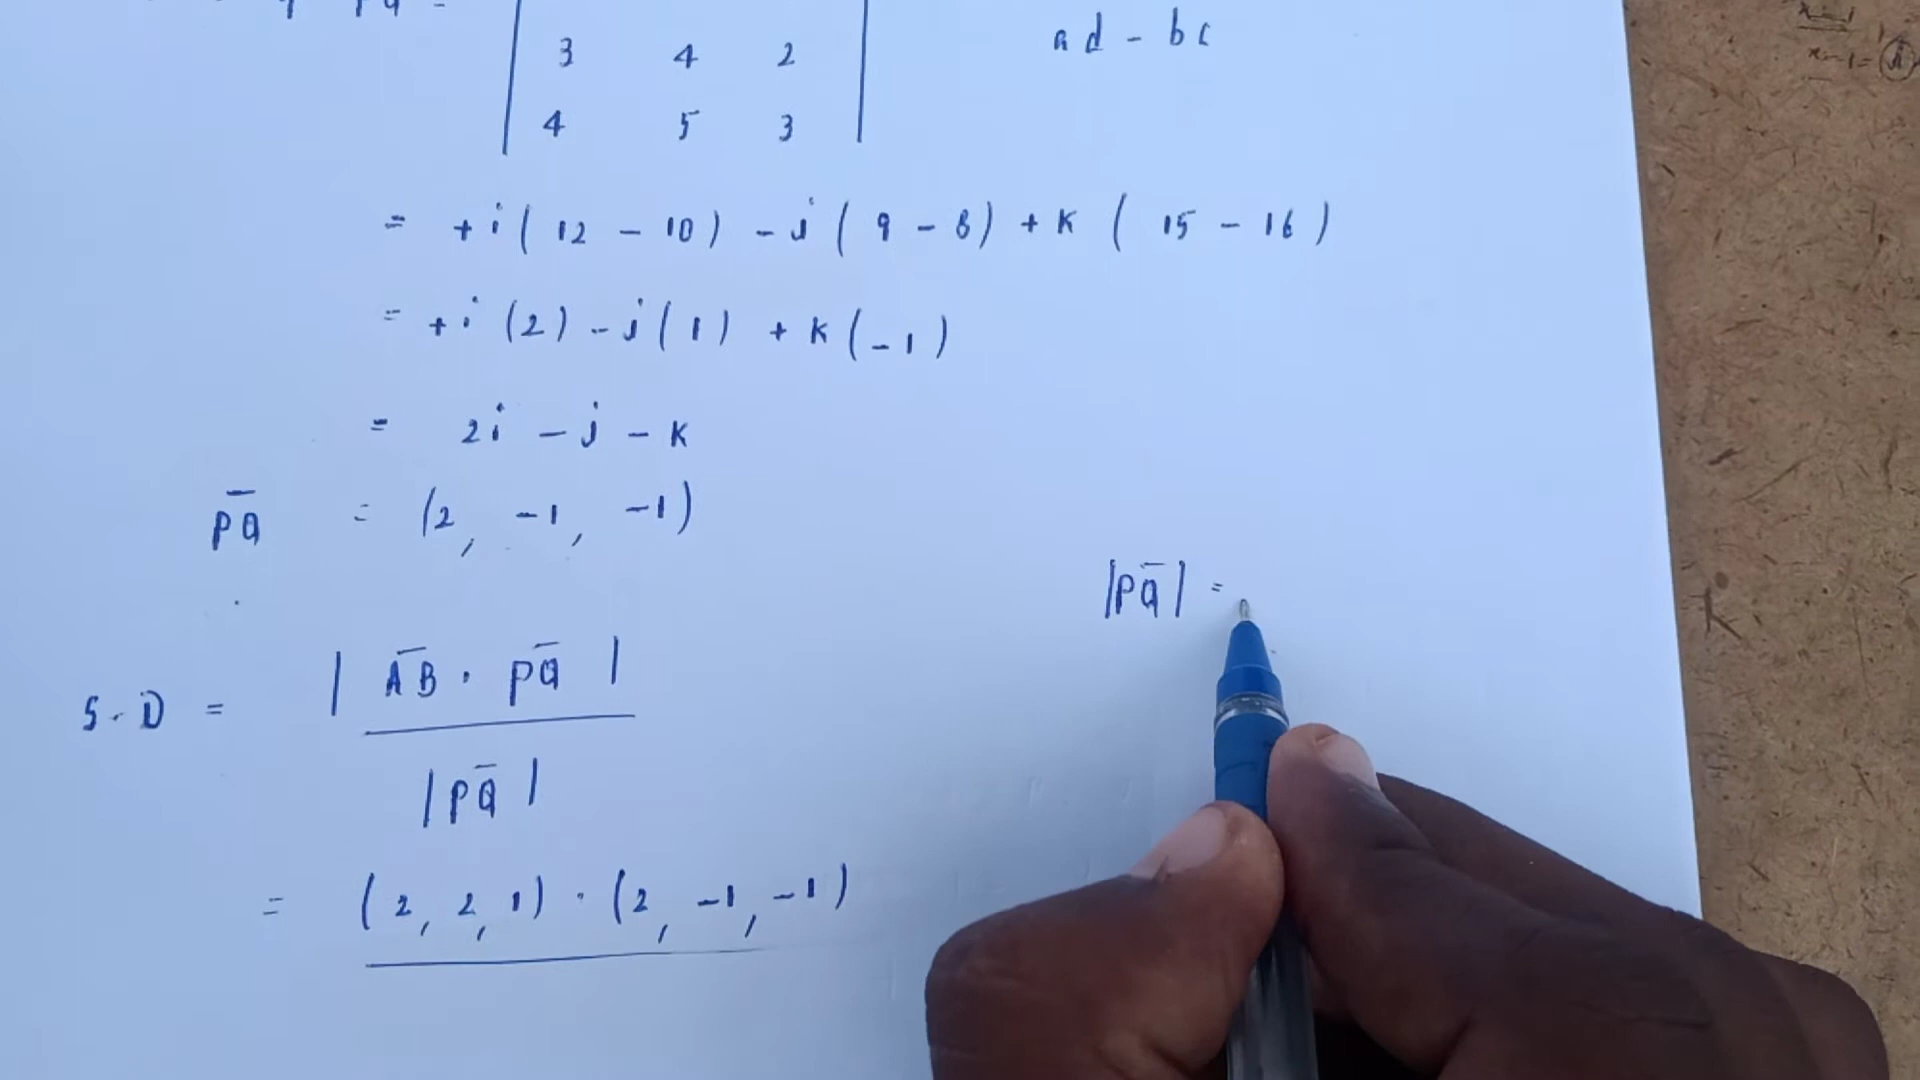 3 4 2
ad - bc
4 5 3
= +i( 12 - 10) - j( 9 - 8) + k ( 15 - 16 )
= +i (2) - j( 1 ) + k( -1 )
= 2i - j - k
PQ = (2, -1, -1)
|PQ| =
S.D = | AB . PQ |
|PQ |
= ( 2, 2, 1) · (2, -1, -1)